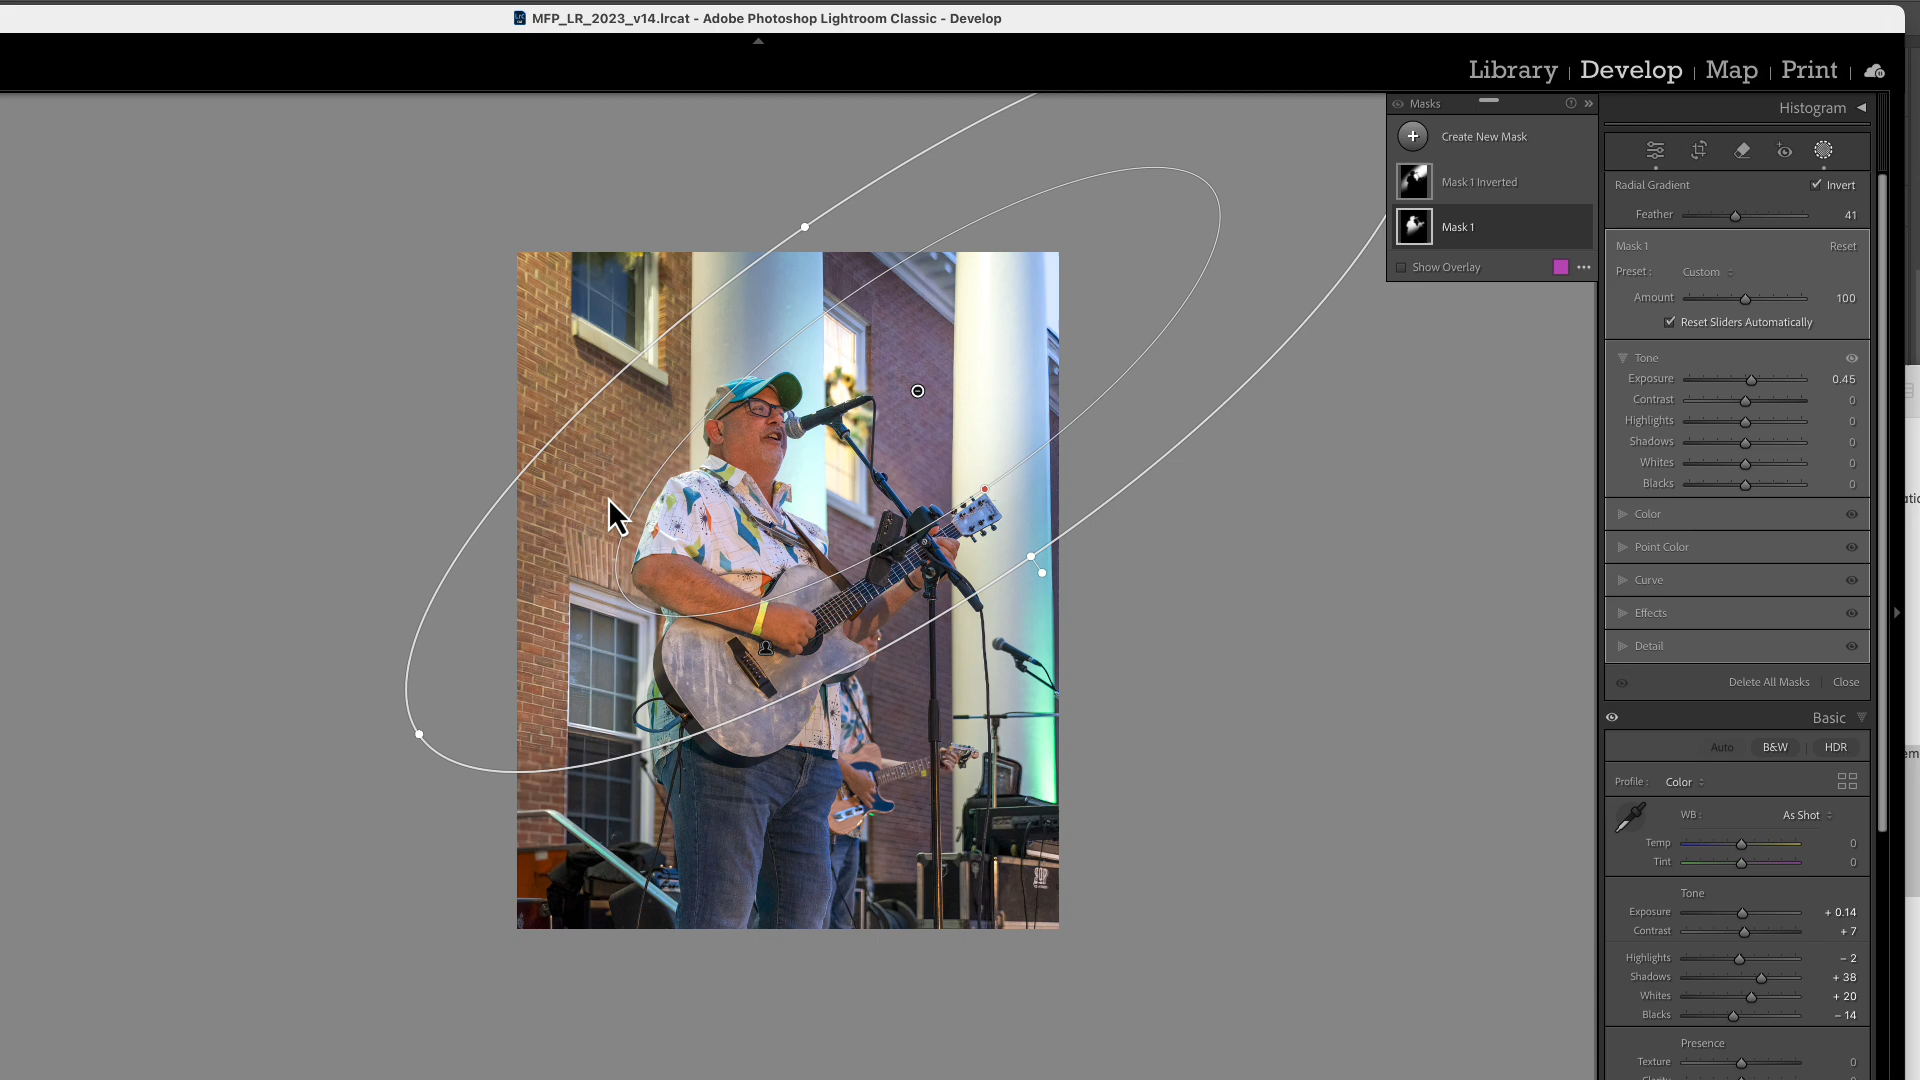 MFP_LR_2023_v14.lrcat - Adobe Photoshop Lightroom Classic - Develop
Library | Develop | Map | Print |
Masks
Create New Mask
Mask 1 Inverted
Mask 1
Show Overlay
Histogram
Radial Gradient Invert
Feather 41
Mask 1 Reset
Preset : Custom
Amount 100
Reset Sliders Automatically
Tone
Exposure 0.45
Contrast 0
Highlights 0
Shadows 0
Whites 0
Blacks 0
Color
Point Color
Curve
Effects
Detail
Delete All Masks Close
Basic
Auto B&W | HDR
Profile : Color
WB : As Shot
Temp 0
Tint 0
Tone
Exposure + 0.14
Contrast + 7
Highlights – 2
Shadows + 38
Whites + 20
Blacks – 14
Presence
Texture 0